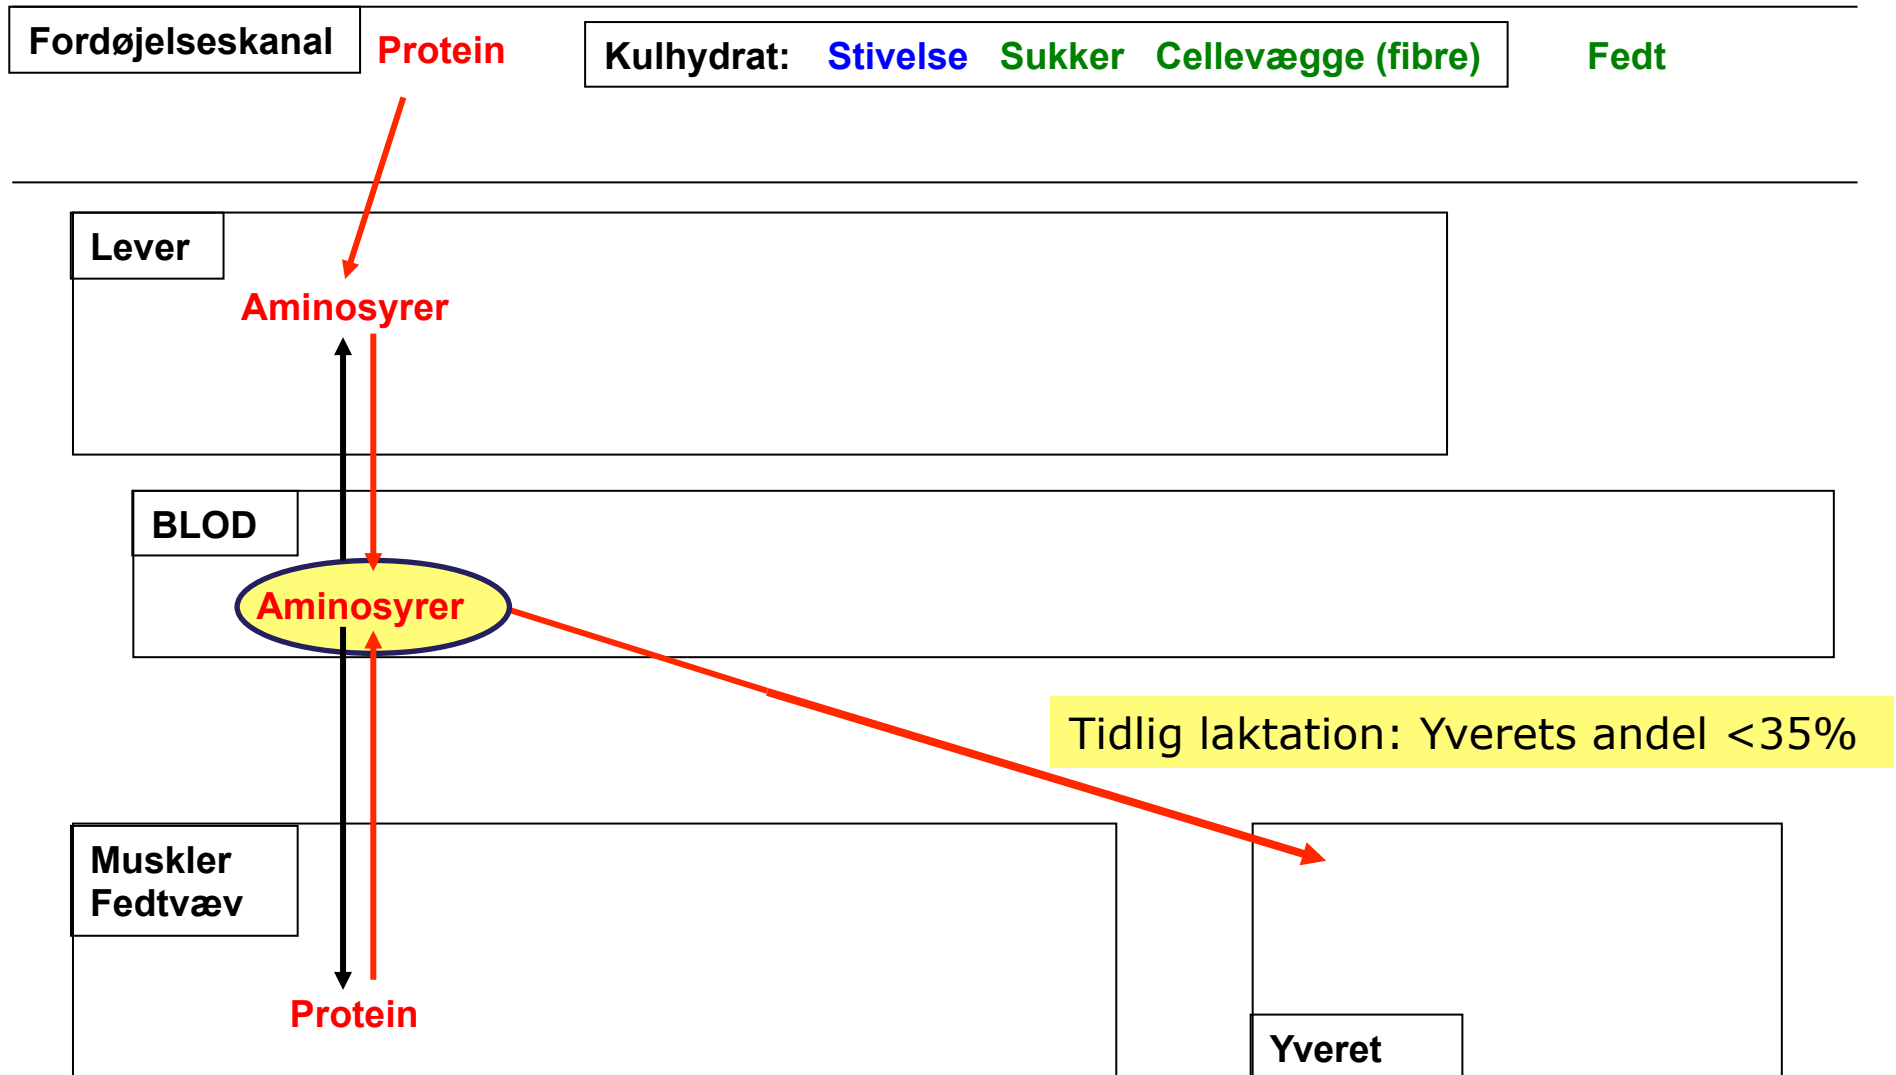 Fordøjelseskanal Protein Kulhydrat: Stivelse Sukker Cellevægge (fibre) Fedt
Lever
Aminosyrer
BLOD
Aminosyrer
Tidlig laktation: Yverets andel <35%
Muskler
Fedtvæv
Protein
Yveret